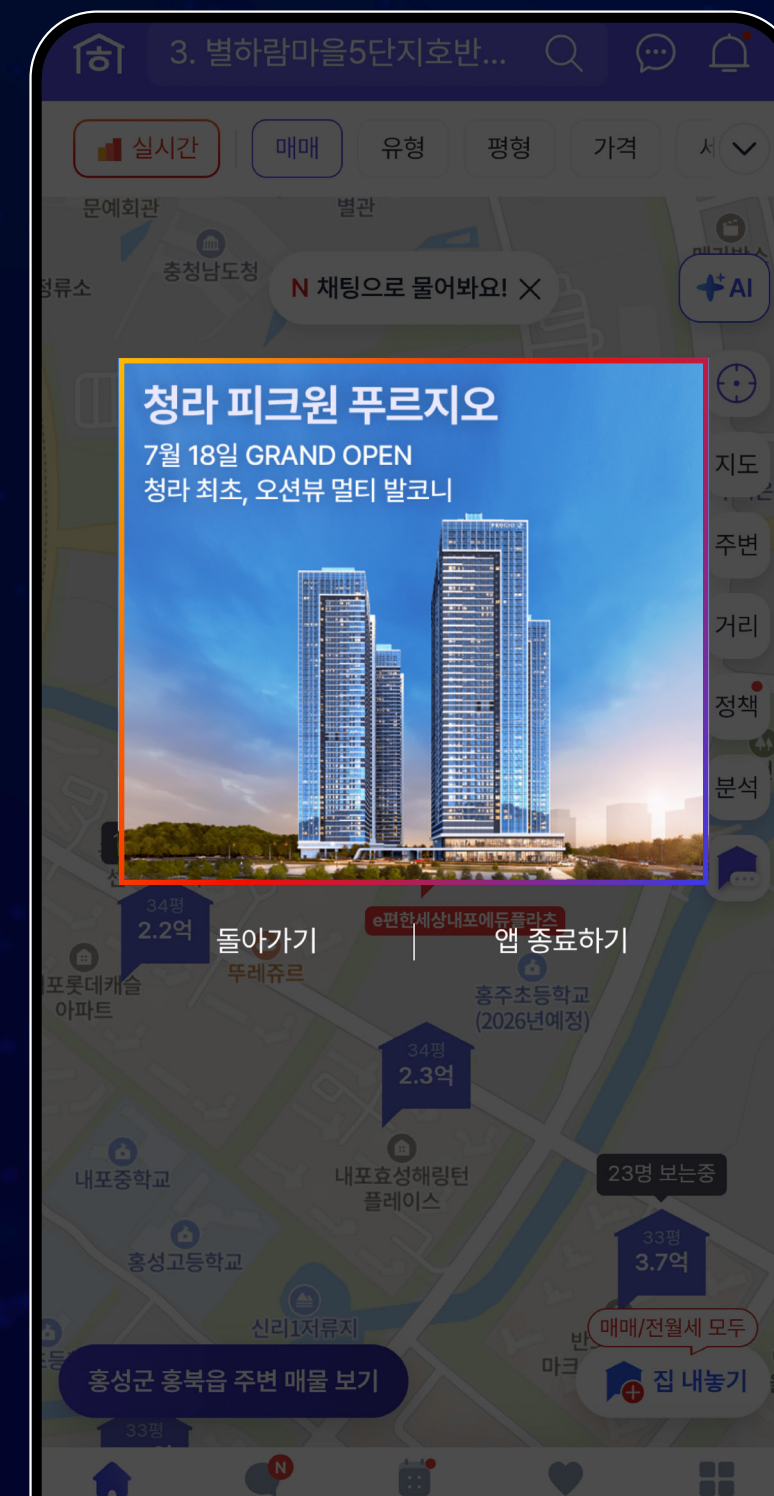 3. 별하람마을5단지호반...
실시간
매매
유형
평형
가격
문예회관
별관
충청남도청
정류소
N 채팅으로 물어봐요!
AI
청라 피크원 푸르지오
7월 18일 GRAND OPEN
청라 최초, 오션뷰 멀티 발코니
지도
주변
거리
정책
분석
34평
2.2억
e편한세상내포에듀플라츠
돌아가기
앱 종료하기
뚜레쥬르
포롯데캐슬
아파트
홍주초등학교
(2026년예정)
34평
2.3억
내포중학교
내포효성해링턴
플레이스
23명 보는중
33평
3.7억
홍성고등학교
신리1저류지
매매/전월세 모두
홍성군 홍북읍 주변 매물 보기
집 내놓기
33평
N